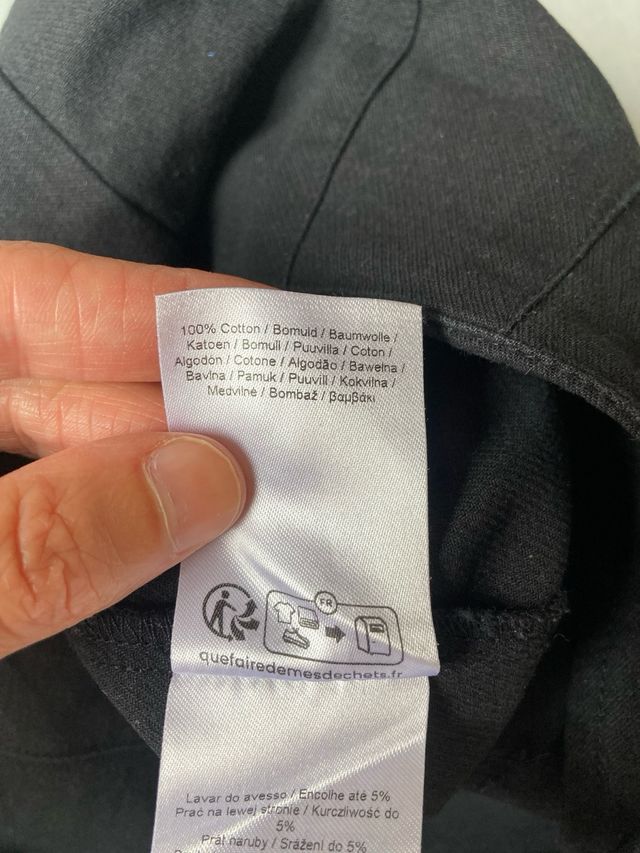 100% Cotton / Bomuld / Baumwolle /
Katoen / Bomull / Puuvilla / Coton /
Algodón / Cotone / Algodão / Bawełna /
Bavlna / Pamuk / Puuvill / Kokvilna /
Medvilnė / Bombaž / βαμβάκι
FR
quefairedemesdechets.fr
Lavar do avesso / Encolhe até 5%
Prać na lewej stronie / Kurczliwość do
5%
Prát naruby / Srážení do 5%